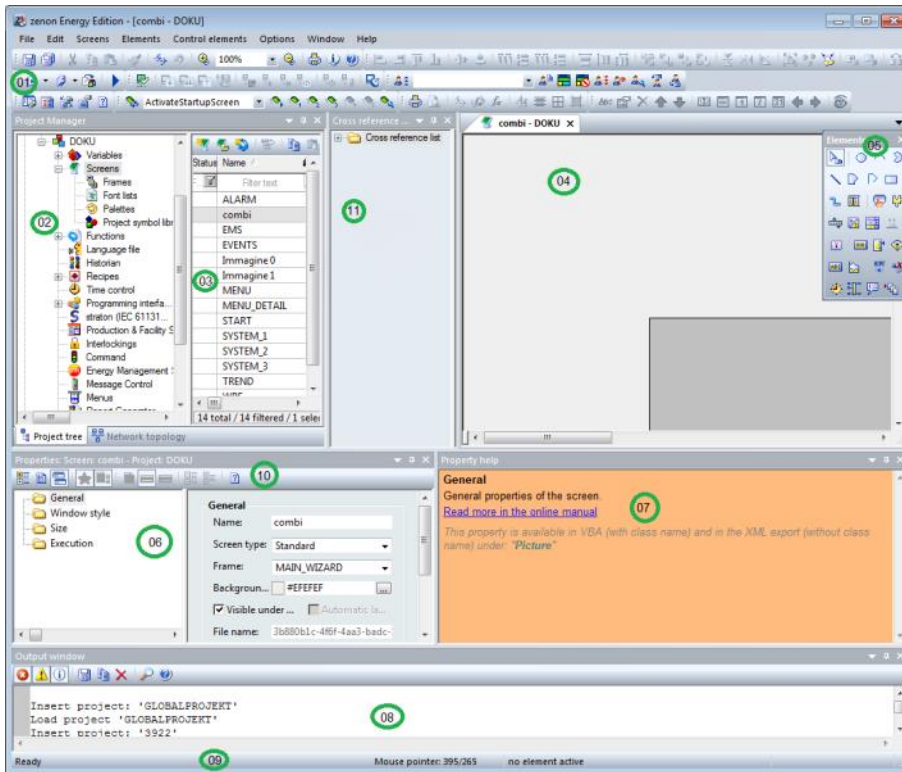 zenon Energy Edition - [combi - DOKU]
File Edit Screens Elements Control elements Options Window Help
100%
01
ActivateStartupScreen
Project Manager
DOKU
Variables
Screens
Frames
Font lists
Palettes
Project symbol libr
Functions
Language file
Historian
Recipes
Time control
Programming interfa...
straton (IEC 61131...
Production & Facility S
Interlockings
Command
Energy Management S
Message Control
Menus
02
Project tree
Network topology
Status Name
Filter text
ALARM
combi
EMS
EVENTS
Immagine 0
Immagine 1
MENU
MENU_DETAIL
START
SYSTEM_1
SYSTEM_2
SYSTEM_3
TREND
03
14 total / 14 filtered / 1 selec
Cross reference ...
Cross reference list
11
combi - DOKU
04
05
Properties: Screen: combi - Project: DOKU
10
General
Window style
Size
Execution
06
General
Name: combi
Screen type: Standard
Frame: MAIN_WIZARD
Backgroun... #EFEFEF
Visible under ... Automatic la...
File name: 3b880b1c-4f6f-4aa3-badc-
Property help
General
General properties of the screen.
Read more in the online manual
07
This property is available in VBA (with class name) and in the XML export (without class
name) under: "Picture"
Output window
Insert project: 'GLOBALPROJEKT'
Load project 'GLOBALPROJEKT'
Insert project: '3922'
08
Ready
09
Mouse pointer: 395/265
no element active